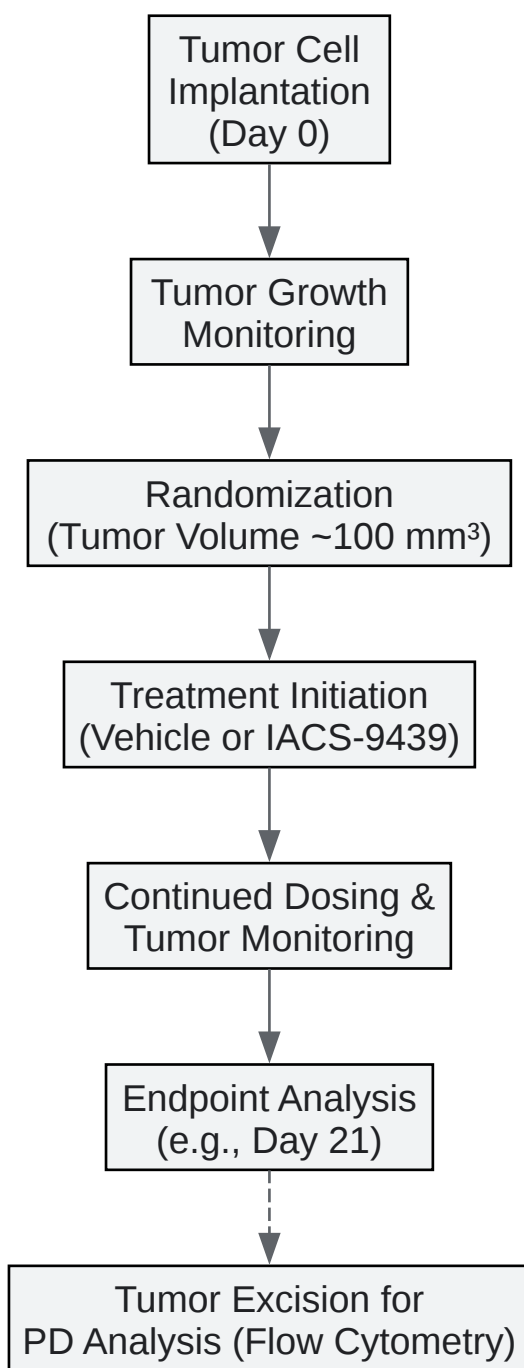 Tumor Cell
Implantation
(Day 0)
Tumor Growth
Monitoring
Randomization
(Tumor Volume ~100 mm³)
Treatment Initiation
(Vehicle or IACS-9439)
Continued Dosing &
Tumor Monitoring
Endpoint Analysis
(e.g., Day 21)
Tumor Excision for
PD Analysis (Flow Cytometry)